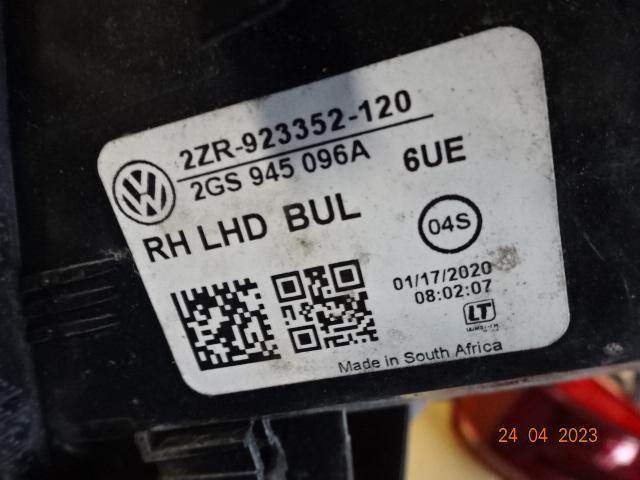 2ZR-923352-120
2GS 945 096A
6UE
RH LHD BUL
04S
01/17/2020
08:02:07
LT
Made in South Africa
24 04 2023